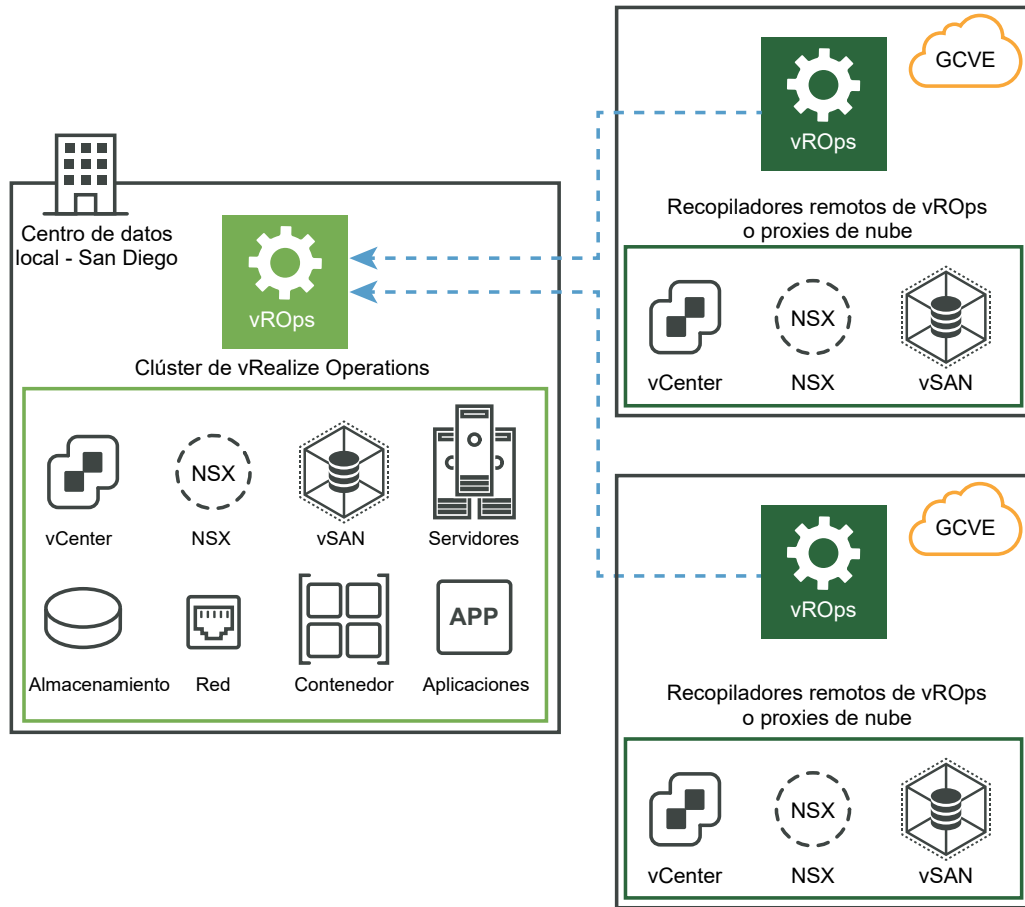 Centro de datos
local - San Diego
vROps
Clúster de vRealize Operations
vCenter
NSX
NSX
vSAN
Servidores
Almacenamiento
Red
Contenedor
APP
Aplicaciones
GCVE
vROps
Recopiladores remotos de vROps
o proxies de nube
vCenter
NSX
NSX
vSAN
GCVE
vROps
Recopiladores remotos de vROps
o proxies de nube
vCenter
NSX
NSX
vSAN